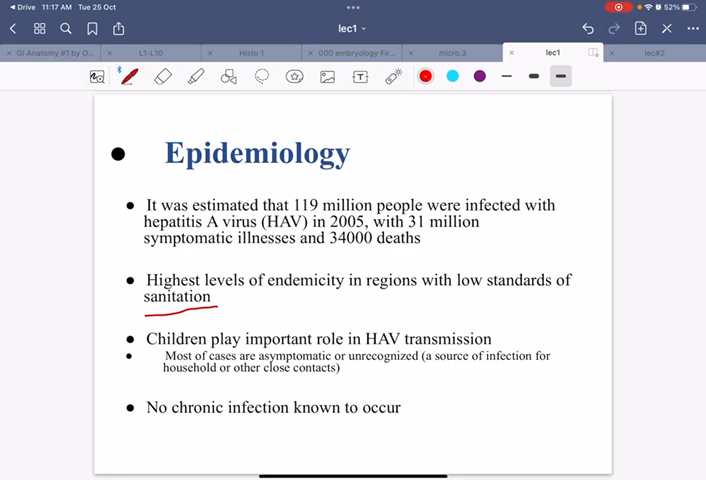 Drive 11:17 AM Tue 25 Oct 52%
lec1
GI Anatomy #1 by O... L1-L10 Histo 1 000 embryology Fir... micro.3 lec1 lec#2
Epidemiology
It was estimated that 119 million people were infected with
hepatitis A virus (HAV) in 2005, with 31 million
symptomatic illnesses and 34000 deaths
Highest levels of endemicity in regions with low standards of
sanitation
Children play important role in HAV transmission
Most of cases are asymptomatic or unrecognized (a source of infection for
household or other close contacts)
No chronic infection known to occur